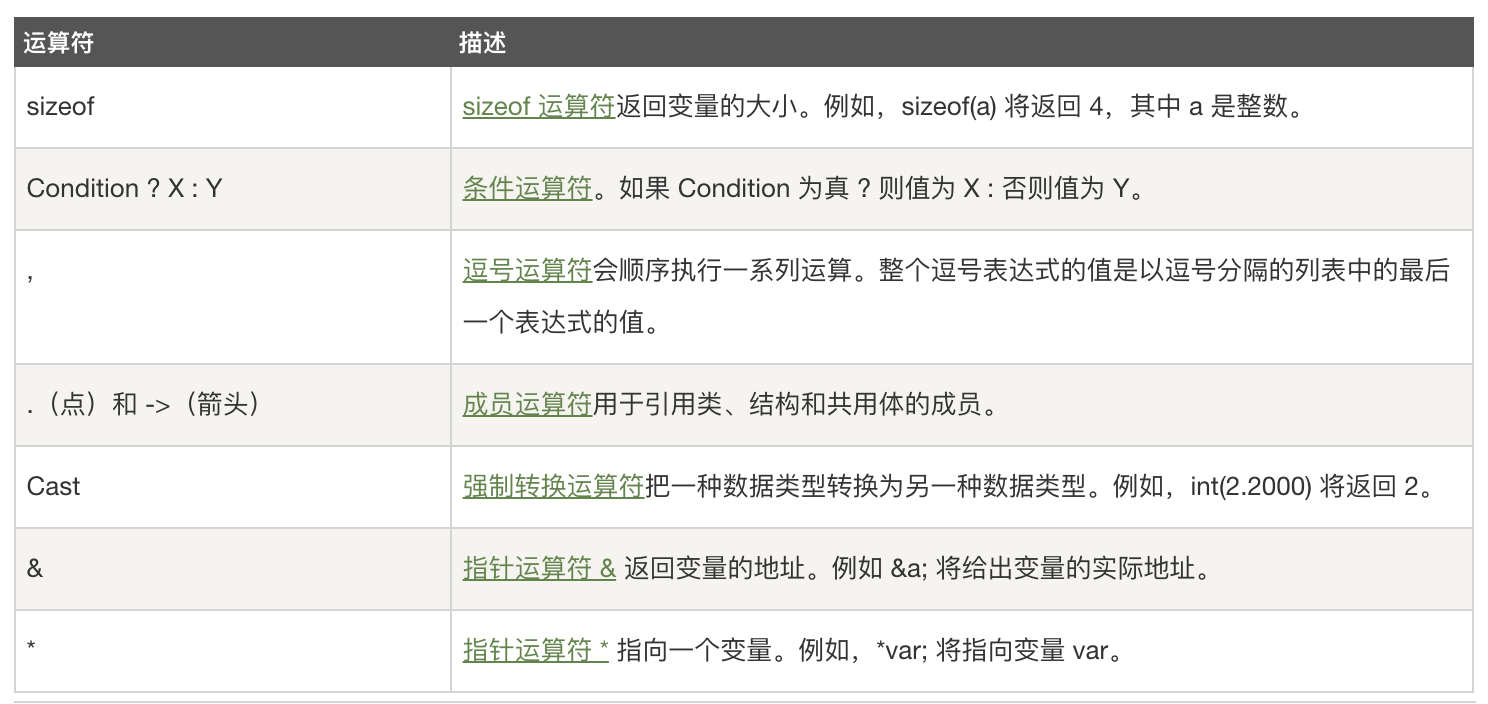 运算符 描述
sizeof sizeof 运算符返回变量的大小。例如，sizeof(a) 将返回 4，其中 a 是整数。
Condition ? X : Y 条件运算符。如果 Condition 为真 ? 则值为 X : 否则值为 Y。
, 逗号运算符会顺序执行一系列运算。整个逗号表达式的值是以逗号分隔的列表中的最后
一个表达式的值。
.（点）和 ->（箭头） 成员运算符用于引用类、结构和共用体的成员。
Cast 强制转换运算符把一种数据类型转换为另一种数据类型。例如，int(2.2000) 将返回 2。
& 指针运算符 & 返回变量的地址。例如 &a; 将给出变量的实际地址。
* 指针运算符 * 指向一个变量。例如，*var; 将指向变量 var。